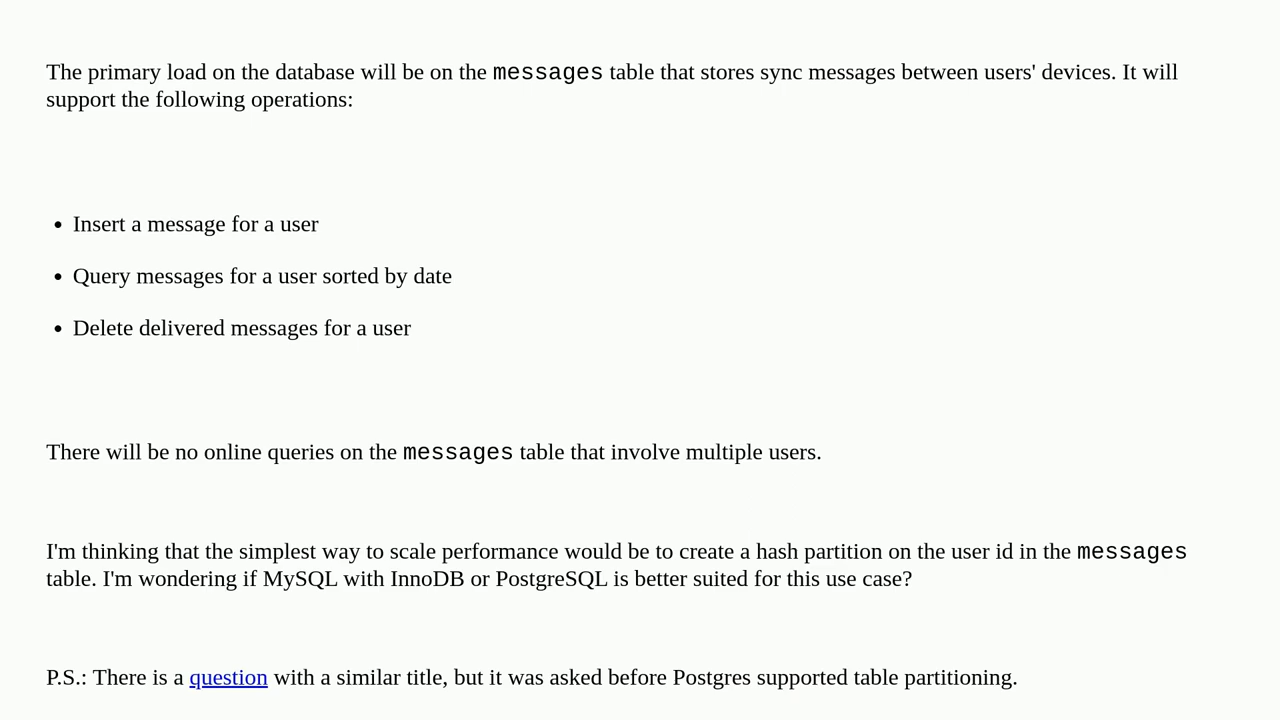 The primary load on the database will be on the messages table that stores sync messages between users' devices. It will
support the following operations:
• Insert a message for a user
• Query messages for a user sorted by date
• Delete delivered messages for a user
There will be no online queries on the messages table that involve multiple users.
I'm thinking that the simplest way to scale performance would be to create a hash partition on the user id in the messages
table. I'm wondering if MySQL with InnoDB or PostgreSQL is better suited for this use case?
P.S.: There is a question with a similar title, but it was asked before Postgres supported table partitioning.